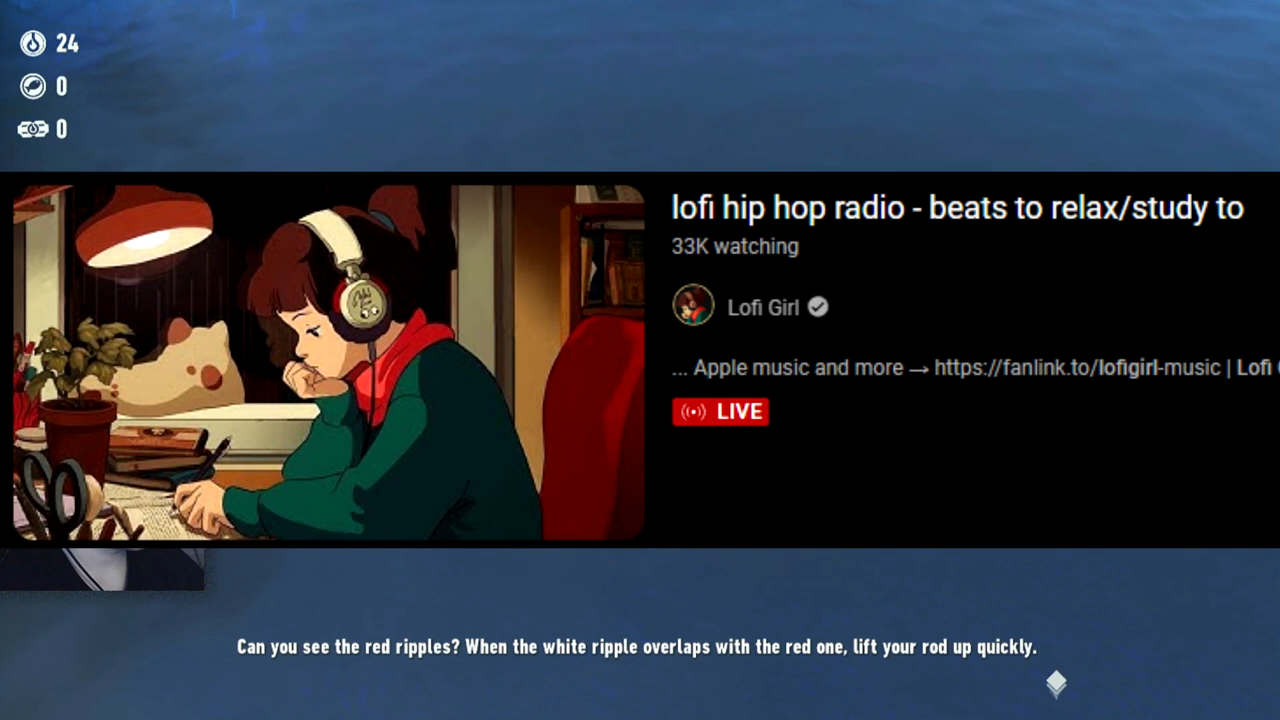 24
0
0
lofi hip hop radio - beats to relax/study to
33K watching
Lofi Girl
... Apple music and more → https://fanlink.to/lofigirl-music | Lofi
LIVE
Can you see the red ripples? When the white ripple overlaps with the red one, lift your rod up quickly.